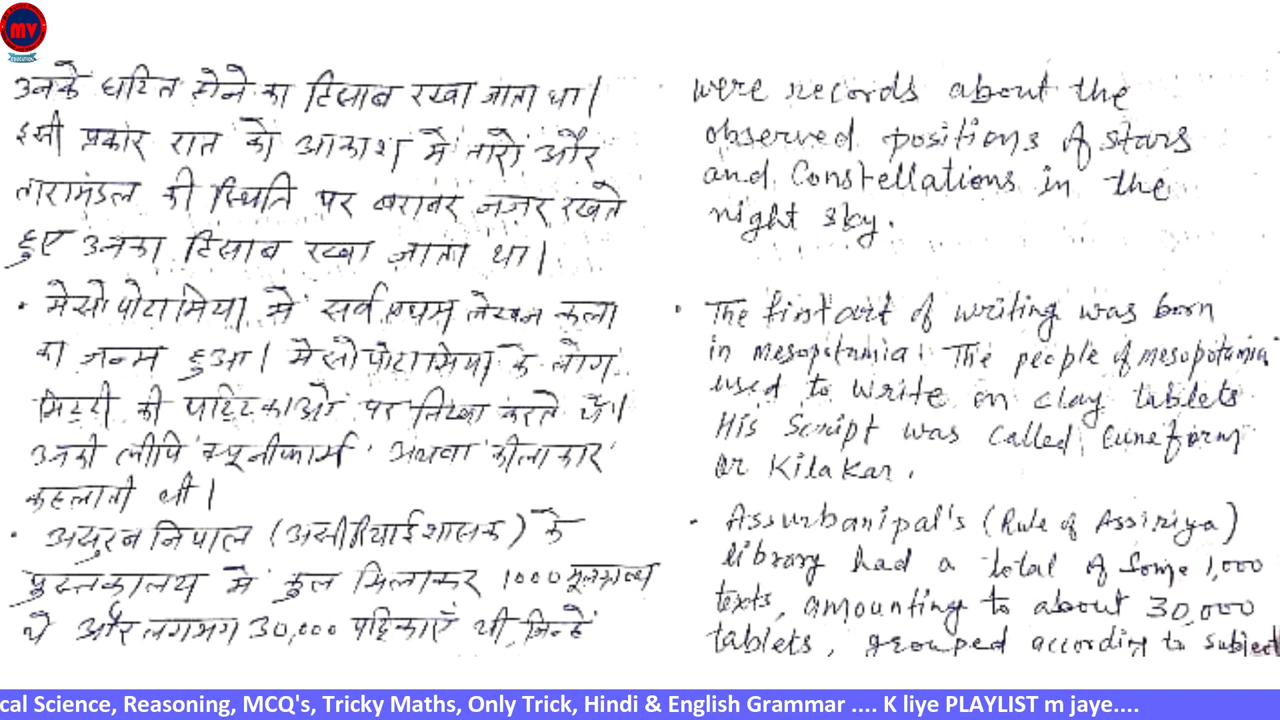 mv
EDUCATION
उनके घटित होने का हिसाब रखा जाता था।
इसी प्रकार रात को आकाश में तारों और
तारामंडल की स्थिति पर बराबर नजर रखते
हुए उनका हिसाब रखा जाता था।
• मेसोपोटामिया में सर्वप्रथम लेखन कला
का जन्म हुआ। मेसोपोटामिया के लोग
मिट्टी की पट्टिकाओं पर लिखा करते थे।
उनकी लीपि क्यूनीफार्म अथवा कीलाकार
कहलाती थी।
• असुरबनिपाल (असीरियाई शासक) के
पुस्तकालय में कुल मिलाकर 1000
थे और लगभग 30,000 पट्टिकाएँ थी जिन्हें
were records about the
observed positions of stars
and Constellations in the
night sky.
• The first art of writing was born
in Mesopotamia. The people of Mesopotamia
used to write on clay tablets
His Script was called Cuneform
or Kilakar.
• Assurbanipal's (Rule of Assiriya)
library had a total of some 1,000
texts, amounting to about 30,000
tablets, grouped according to subject
cal Science, Reasoning, MCQ's, Tricky Maths, Only Trick, Hindi & English Grammar .... K liye PLAYLIST m jaye....